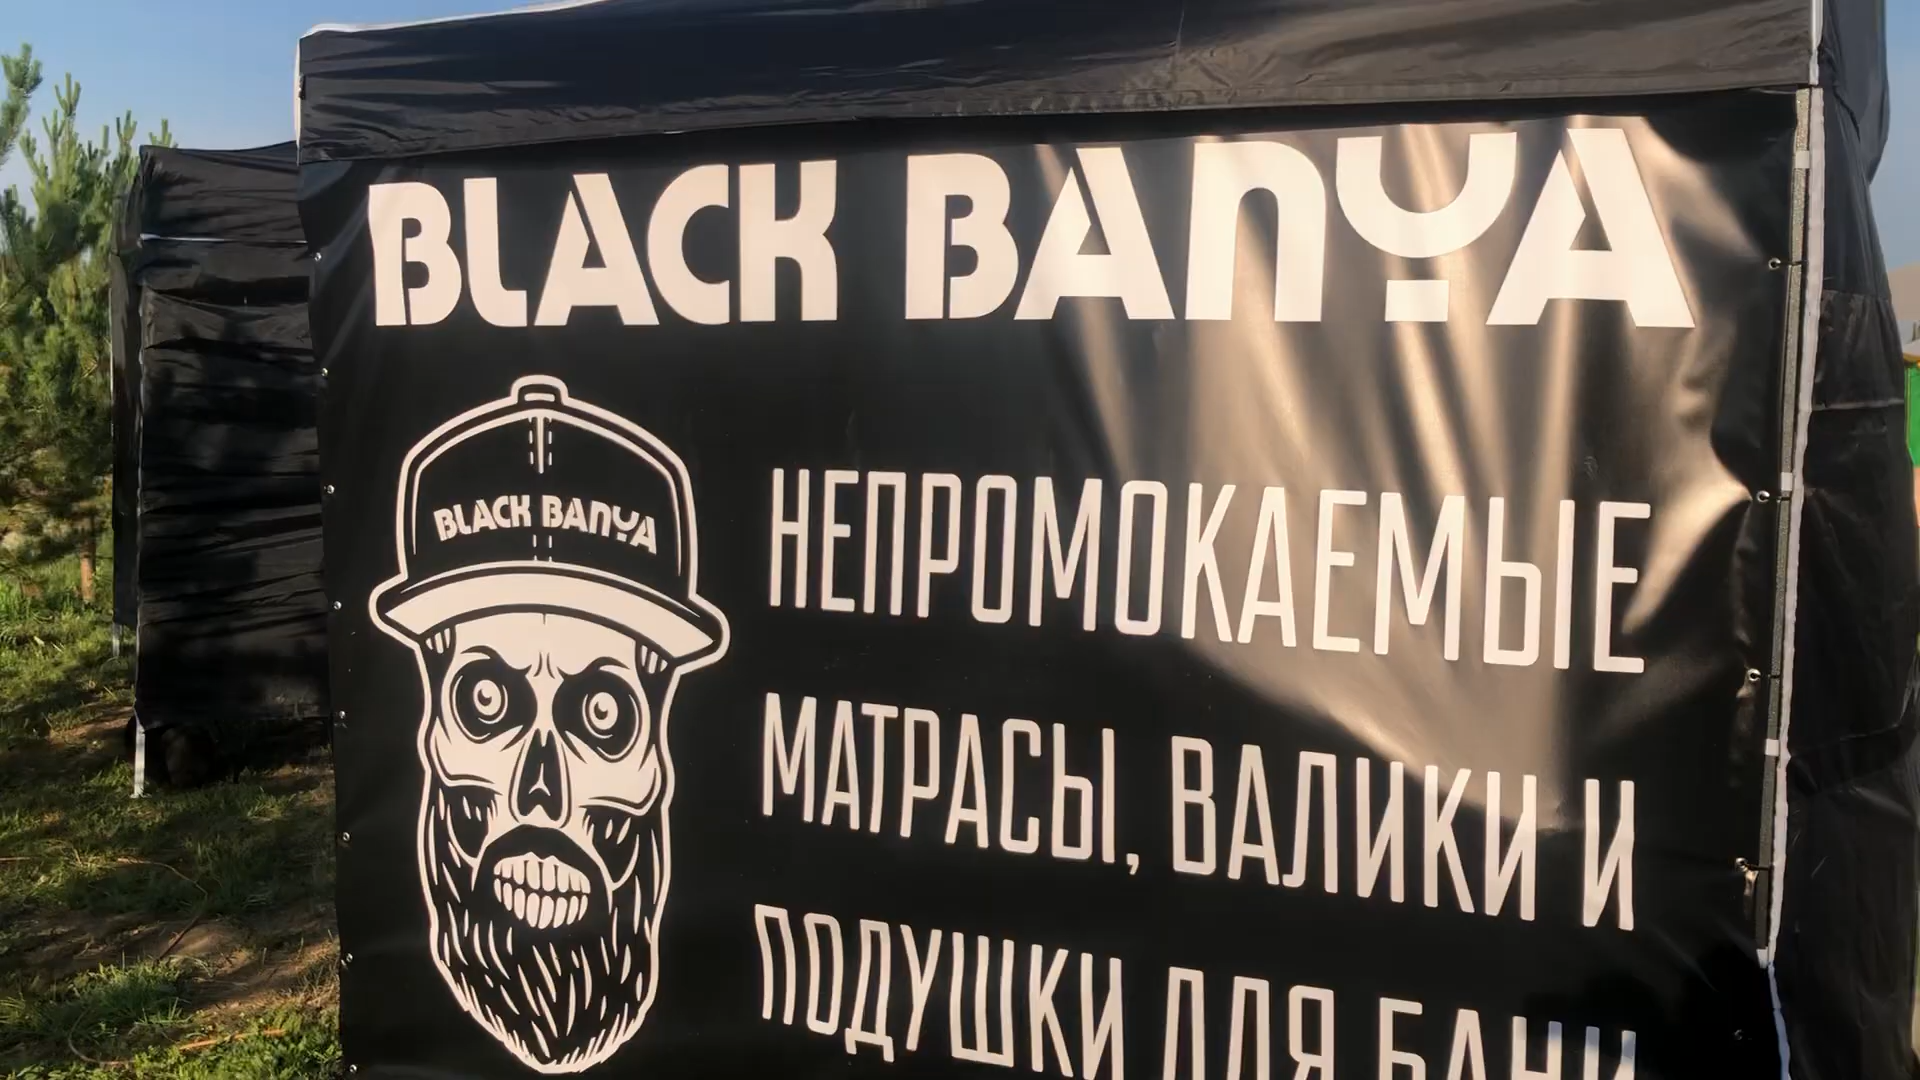 BLACK BANYA
BLACK BANYA
НЕПРОМОКАЕМЫЕ
МАТРАСЫ, ВАЛИКИ И
ПОДУШКИ ДЛЯ БАНИ